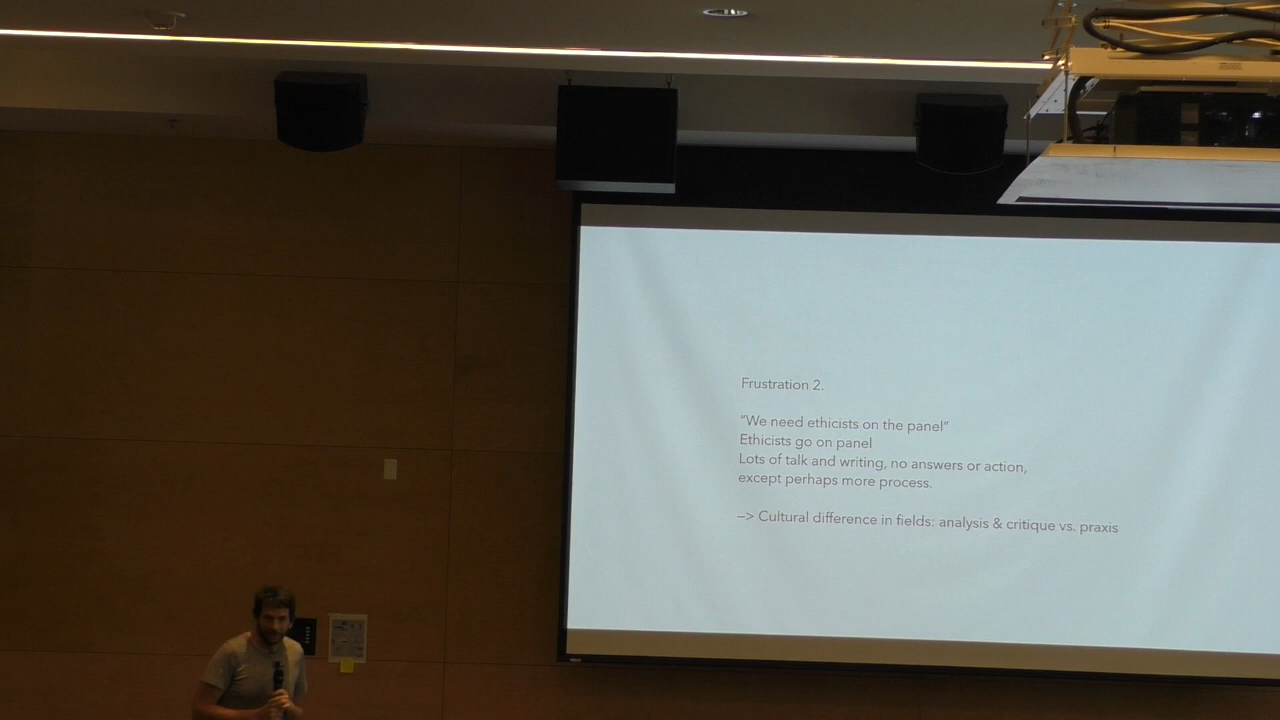 Frustration 2.
“We need ethicists on the panel”
Ethicists go on panel
Lots of talk and writing, no answers or action,
except perhaps more process.
—> Cultural difference in fields: analysis & critique vs. praxis